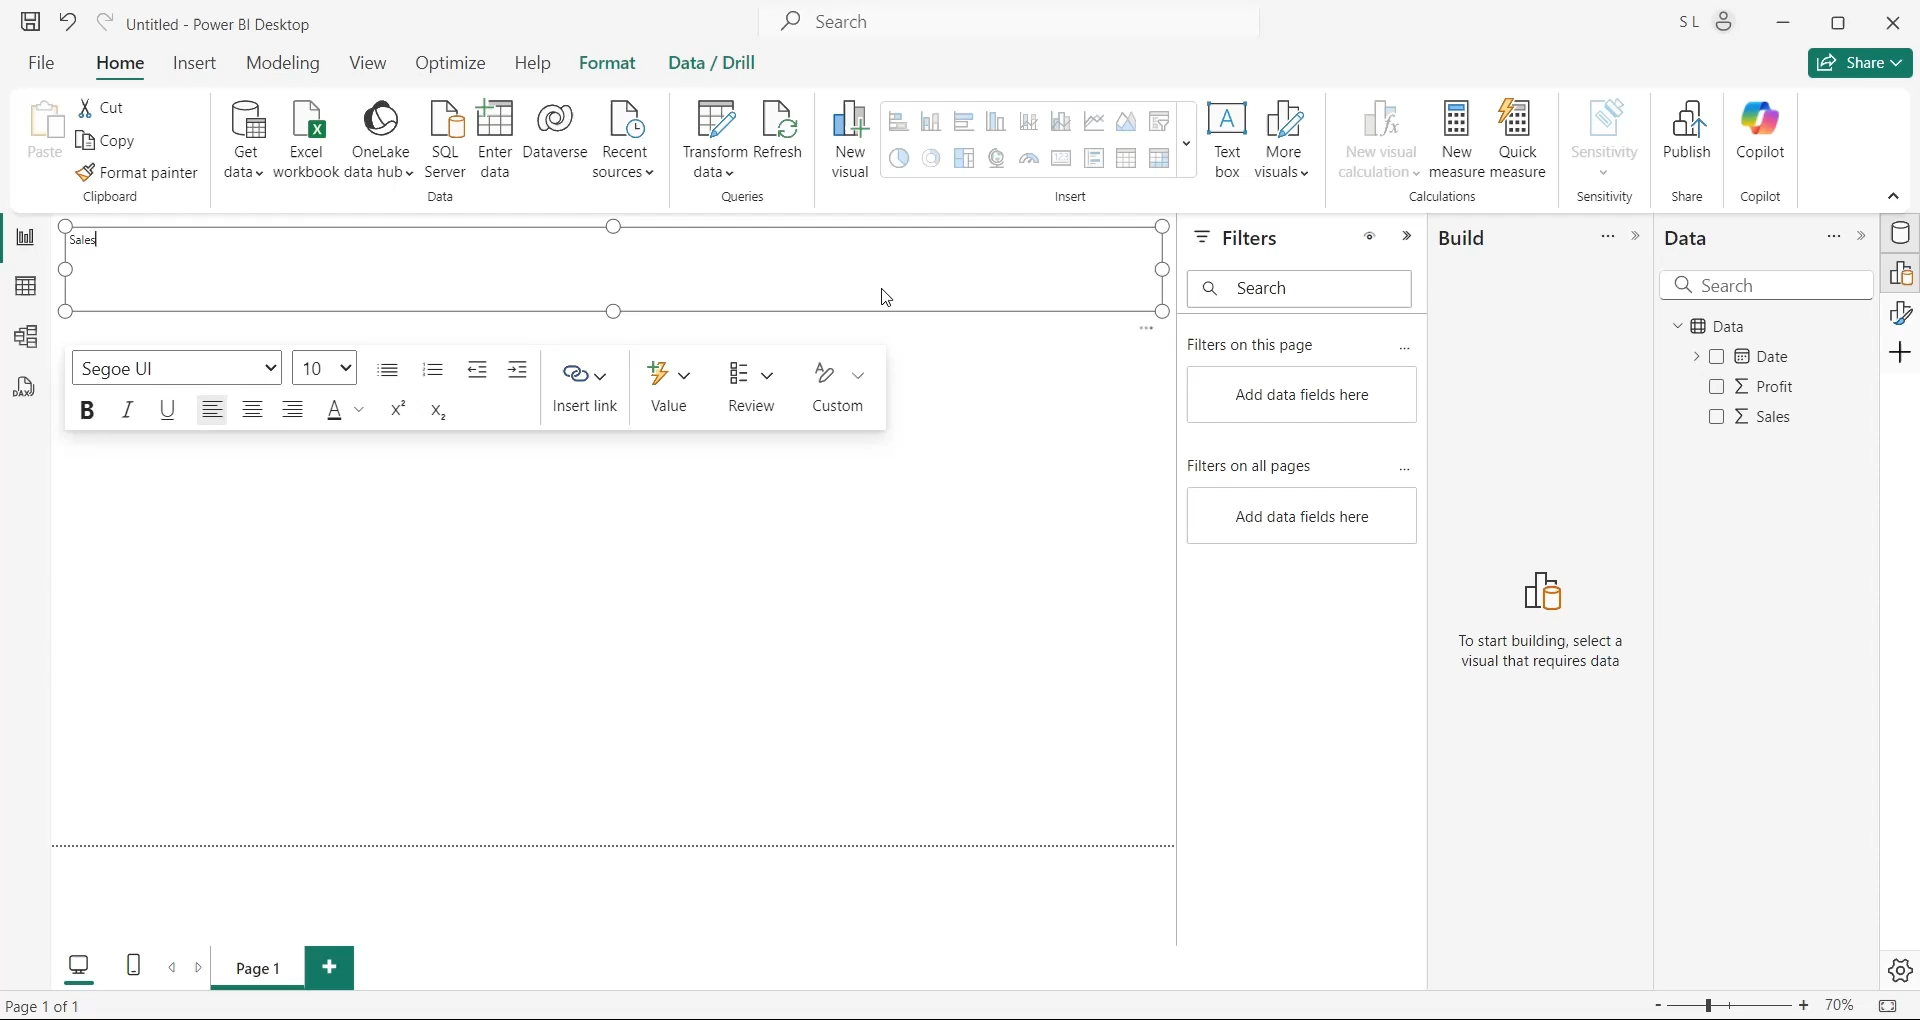 Untitled - Power BI Desktop
Search
S L
File Home Insert Modeling View Optimize Help Format Data / Drill
Share
Paste
Cut
Copy
Format painter
Clipboard
Get data
Excel workbook
OneLake data hub
SQL Server
Enter data
Dataverse
Recent sources
Data
Transform data
Refresh
Queries
New visual
Text box
More visuals
Insert
New visual calculation
New measure
Quick measure
Calculations
Sensitivity
Sensitivity
Publish
Share
Copilot
Copilot
Sales
Segoe UI
10
Insert link
Value
Review
Custom
Filters
Search
Filters on this page
...
Add data fields here
Filters on all pages
...
Add data fields here
Build
To start building, select a
visual that requires data
Data
Search
Data
Date
Profit
Sales
DAX
Page 1
Page 1 of 1
- + 70%